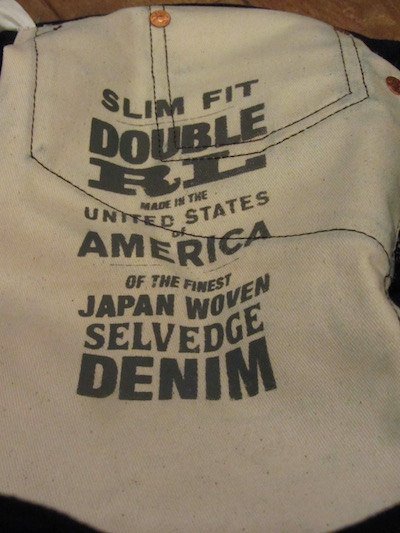 SLIM FIT
DOUBLE
RL
MADE IN THE
UNITED STATES
of
AMERICA
OF THE FINEST
JAPAN WOVEN
SELVEDGE
DENIM